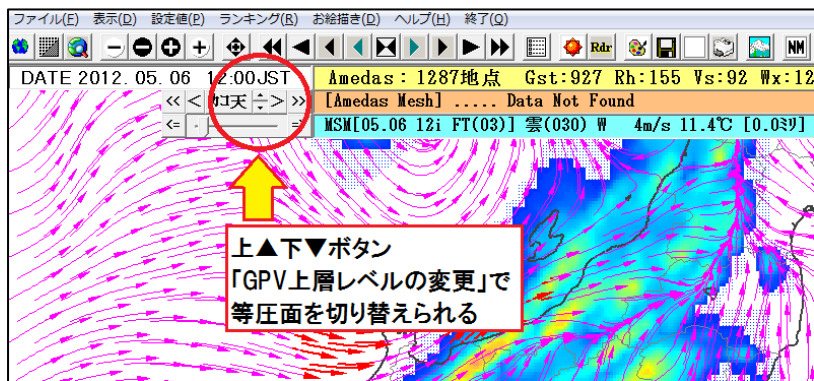 ファイル(F) 表示(D) 設定値(P) ランキング(R) お絵描き(D) ヘルプ(H) 終了(Q)
Rdr NM
DATE 2012. 05. 06 12:00JST
Amedas : 1287地点 Gst:927 Rh:155 Vs:92 Wx:12
<< < ｶｺ天 > >>
[Amedas Mesh] ..... Data Not Found
<= =>
MSM[05.06 12i FT(03)] 雲(030) W 4m/s 11.4℃ [0.0ﾐﾘ]
上▲下▼ボタン
「GPV上層レベルの変更」で
等圧面を切り替えられる